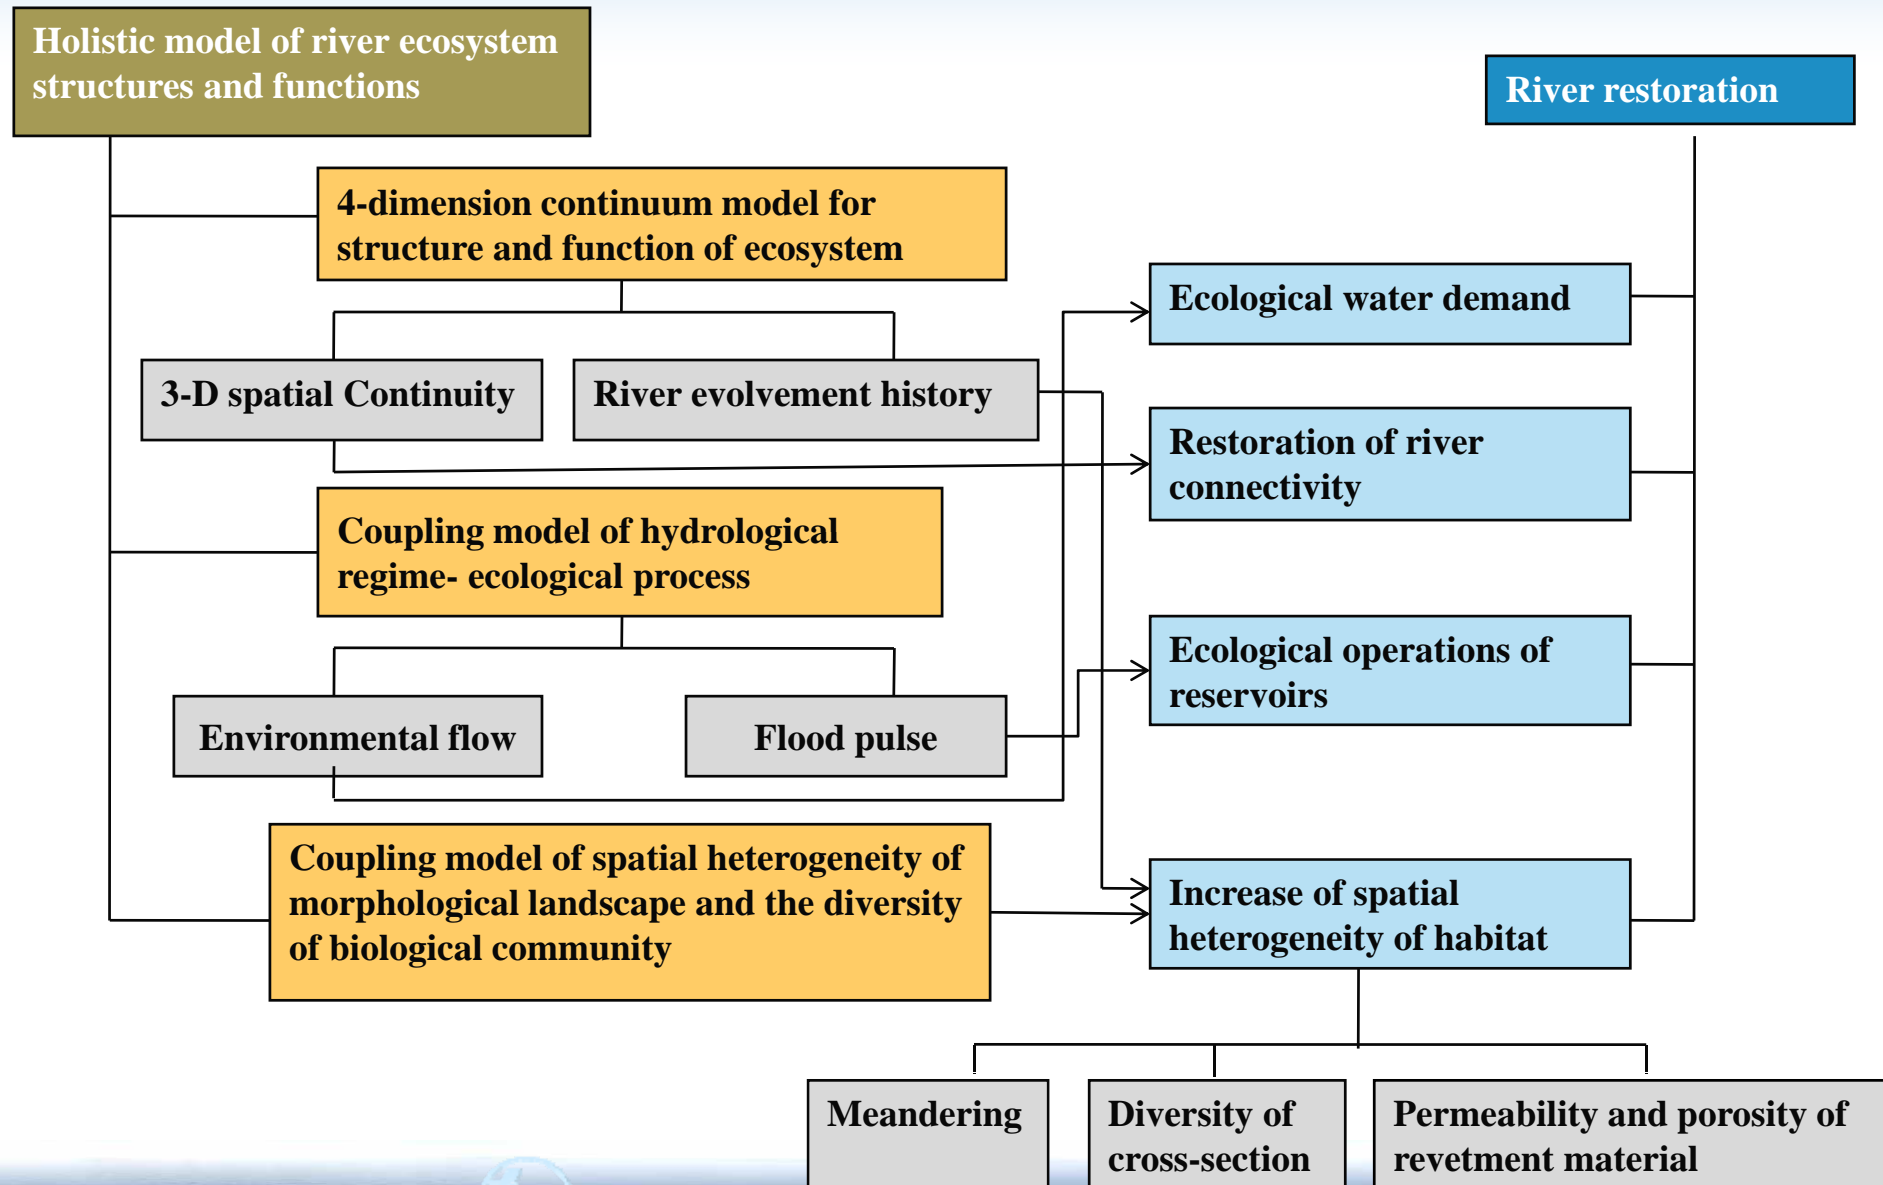 Holistic model of river ecosystem
structures and functions
River restoration
4-dimension continuum model for
structure and function of ecosystem
Ecological water demand
3-D spatial Continuity
River evolvement history
Restoration of river
connectivity
Coupling model of hydrological
regime- ecological process
Ecological operations of
reservoirs
Environmental flow
Flood pulse
Coupling model of spatial heterogeneity of
morphological landscape and the diversity
of biological community
Increase of spatial
heterogeneity of habitat
Meandering
Diversity of
cross-section
Permeability and porosity of
revetment material